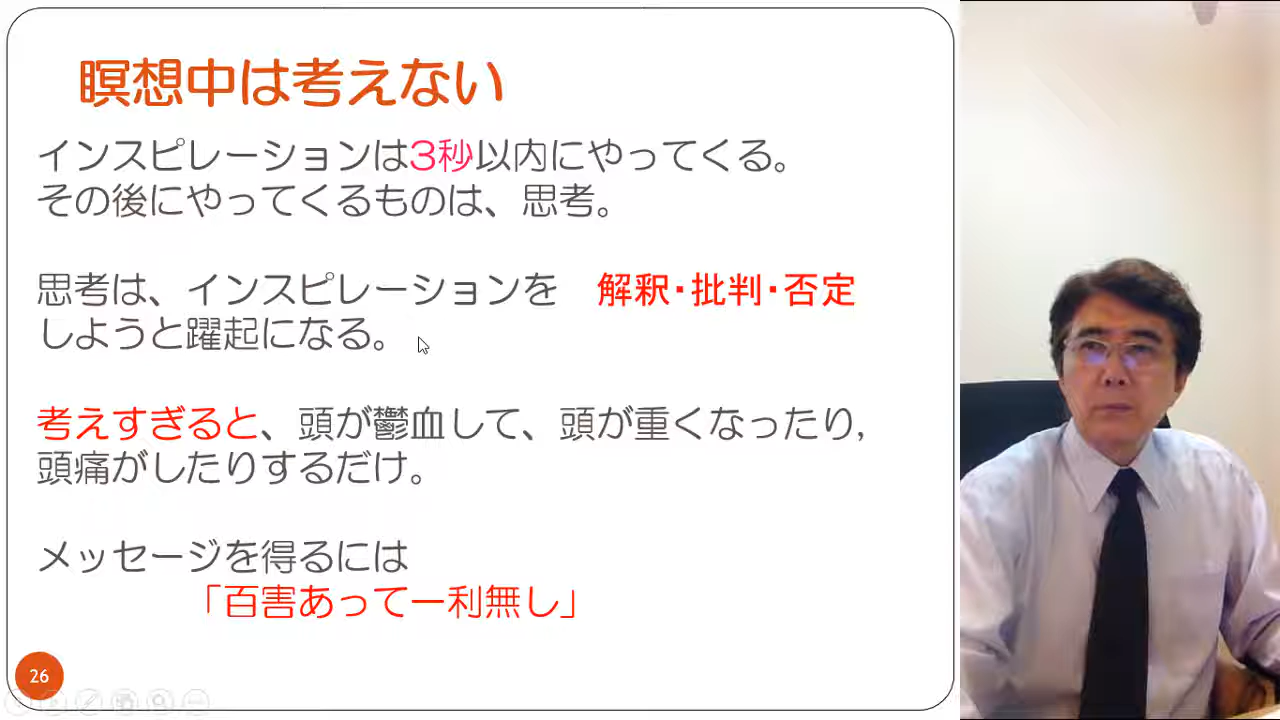 瞑想中は考えない
インスピレーションは3秒以内にやってくる。
その後にやってくるものは、思考。
思考は、インスピレーションを　解釈・批判・否定
しようと躍起になる。
考えすぎると、頭が鬱血して、頭が重くなったり,
頭痛がしたりするだけ。
メッセージを得るには
「百害あって一利無し」
26